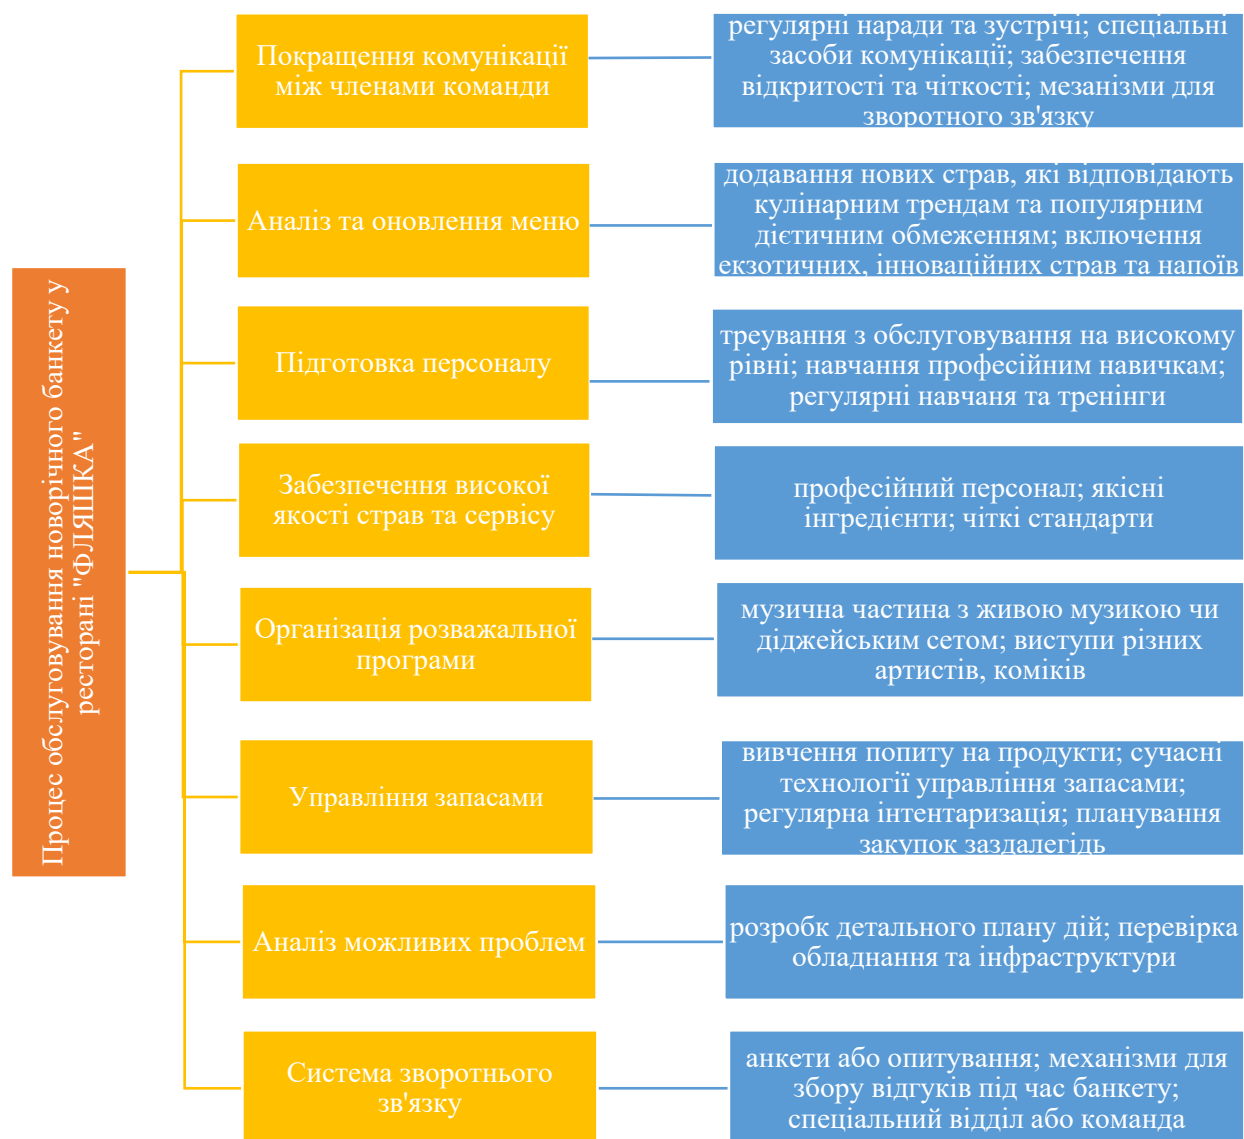 Процес обслуговування новорічного банкету у
ресторані "ФЛЯШКА"
Покращення комунікації
між членами команди
регулярні наради та зустрічі; спеціальні
засоби комунікації; забезпечення
відкритості та чіткості; мезанізми для
зворотного зв'язку
Аналіз та оновлення меню
додавання нових страв, які відповідають
кулінарним трендам та популярним
дієтичним обмеженням; включення
екзотичних, інноваційних страв та напоїв
Підготовка персоналу
треування з обслуговування на високому
рівні; навчання професійним навичкам;
регулярні навчаня та тренінги
Забезпечення високої
якості страв та сервісу
професійний персонал; якісні
інгредієнти; чіткі стандарти
Організація розважальної
програми
музична частина з живою музикою чи
діджейським сетом; виступи різних
артистів, коміків
Управління запасами
вивчення попиту на продукти; сучасні
технології управління запасами;
регулярна інтентаризація; планування
закупок заздалегідь
Аналіз можливих проблем
розробк детального плану дій; перевірка
обладнання та інфраструктури
Система зворотнього
зв'язку
анкети або опитування; механізми для
збору відгуків під час банкету;
спеціальний відділ або команда